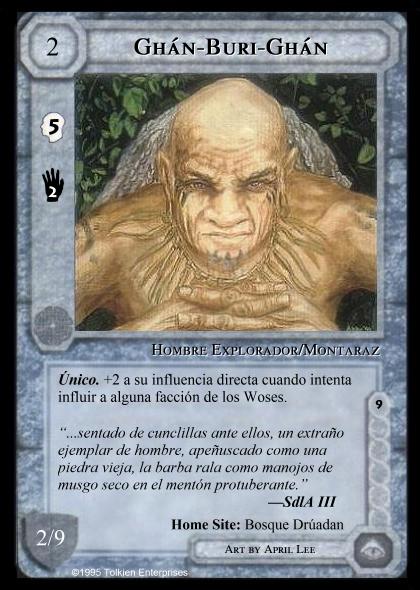 2
GHÁN-BURI-GHÁN
5
2
HOMBRE EXPLORADOR/MONTARAZ
Único. +2 a su influencia directa cuando intenta
influir a alguna facción de los Woses.
9
“...sentado de cunclillas ante ellos, un extraño
ejemplar de hombre, apeñuscado como una
piedra vieja, la barba rala como manojos de
musgo seco en el mentón protuberante.”
—SdlA III
Home Site: Bosque Drúadan
2/9
ART BY APRIL LEE
©1995 Tolkien Enterprises